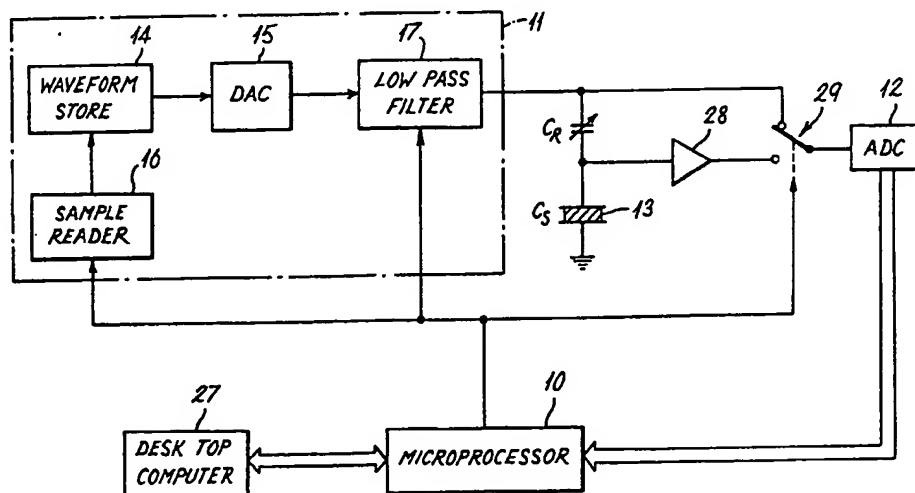 11
14
WAVEFORM
STORE
15
DAC
17
LOW PASS
FILTER
16
SAMPLE
READER
C_R
28
29
12
ADC
C_S
13
10
MICROPROCESSOR
27
DESK TOP
COMPUTER